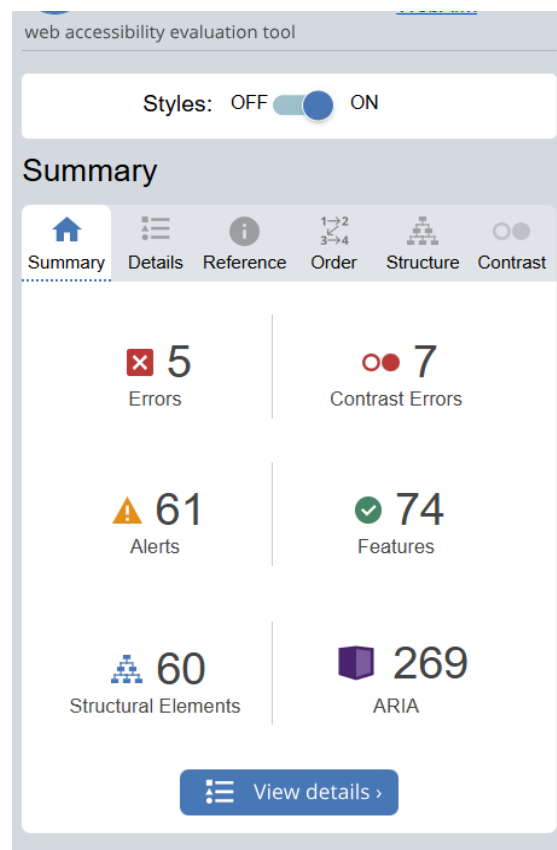 web accessibility evaluation tool
Styles: OFF ON
Summary
Summary Details Reference Order Structure Contrast
5 7
Errors Contrast Errors
61 74
Alerts Features
60 269
Structural Elements ARIA
View details ›